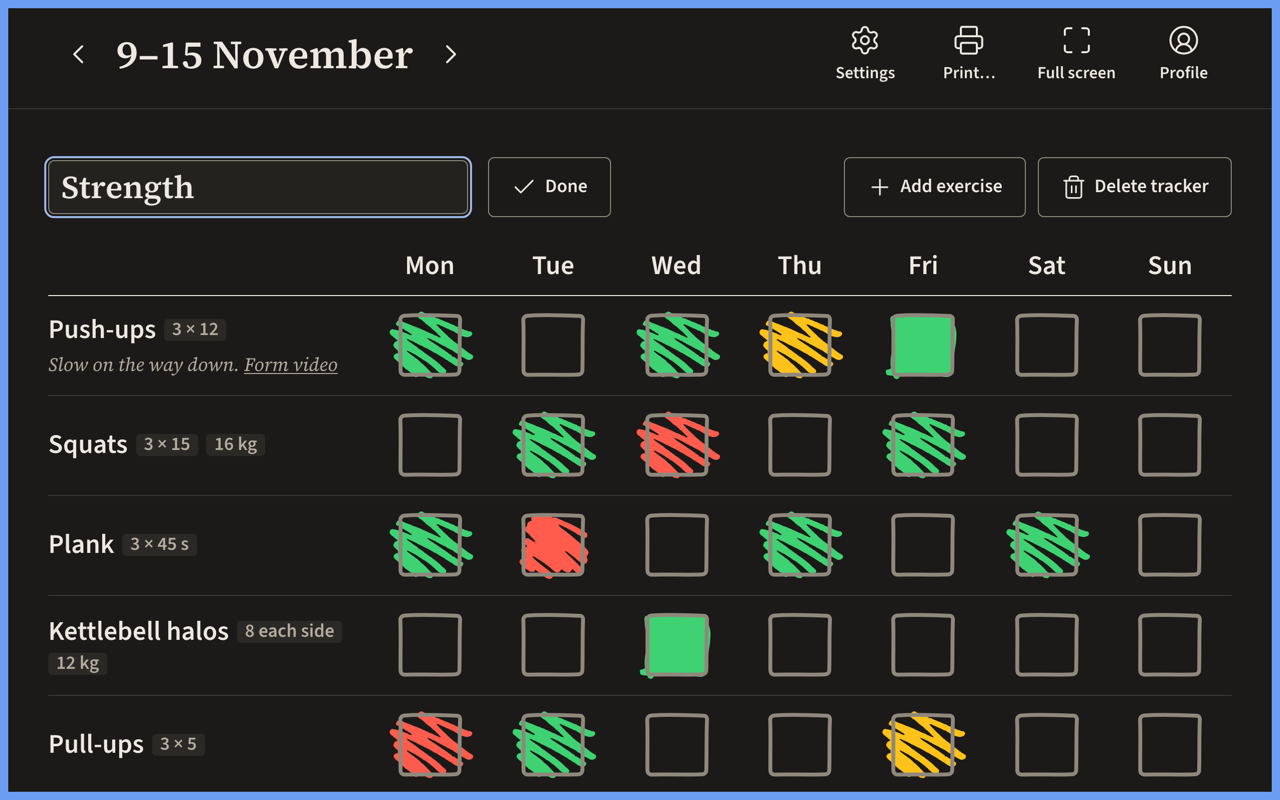 9–15 November
Settings
Print…
Full screen
Profile
Strength
Done
Add exercise
Delete tracker
Mon Tue Wed Thu Fri Sat Sun
Push-ups 3 × 12
Slow on the way down. Form video
Squats 3 × 15 16 kg
Plank 3 × 45 s
Kettlebell halos 8 each side
12 kg
Pull-ups 3 × 5